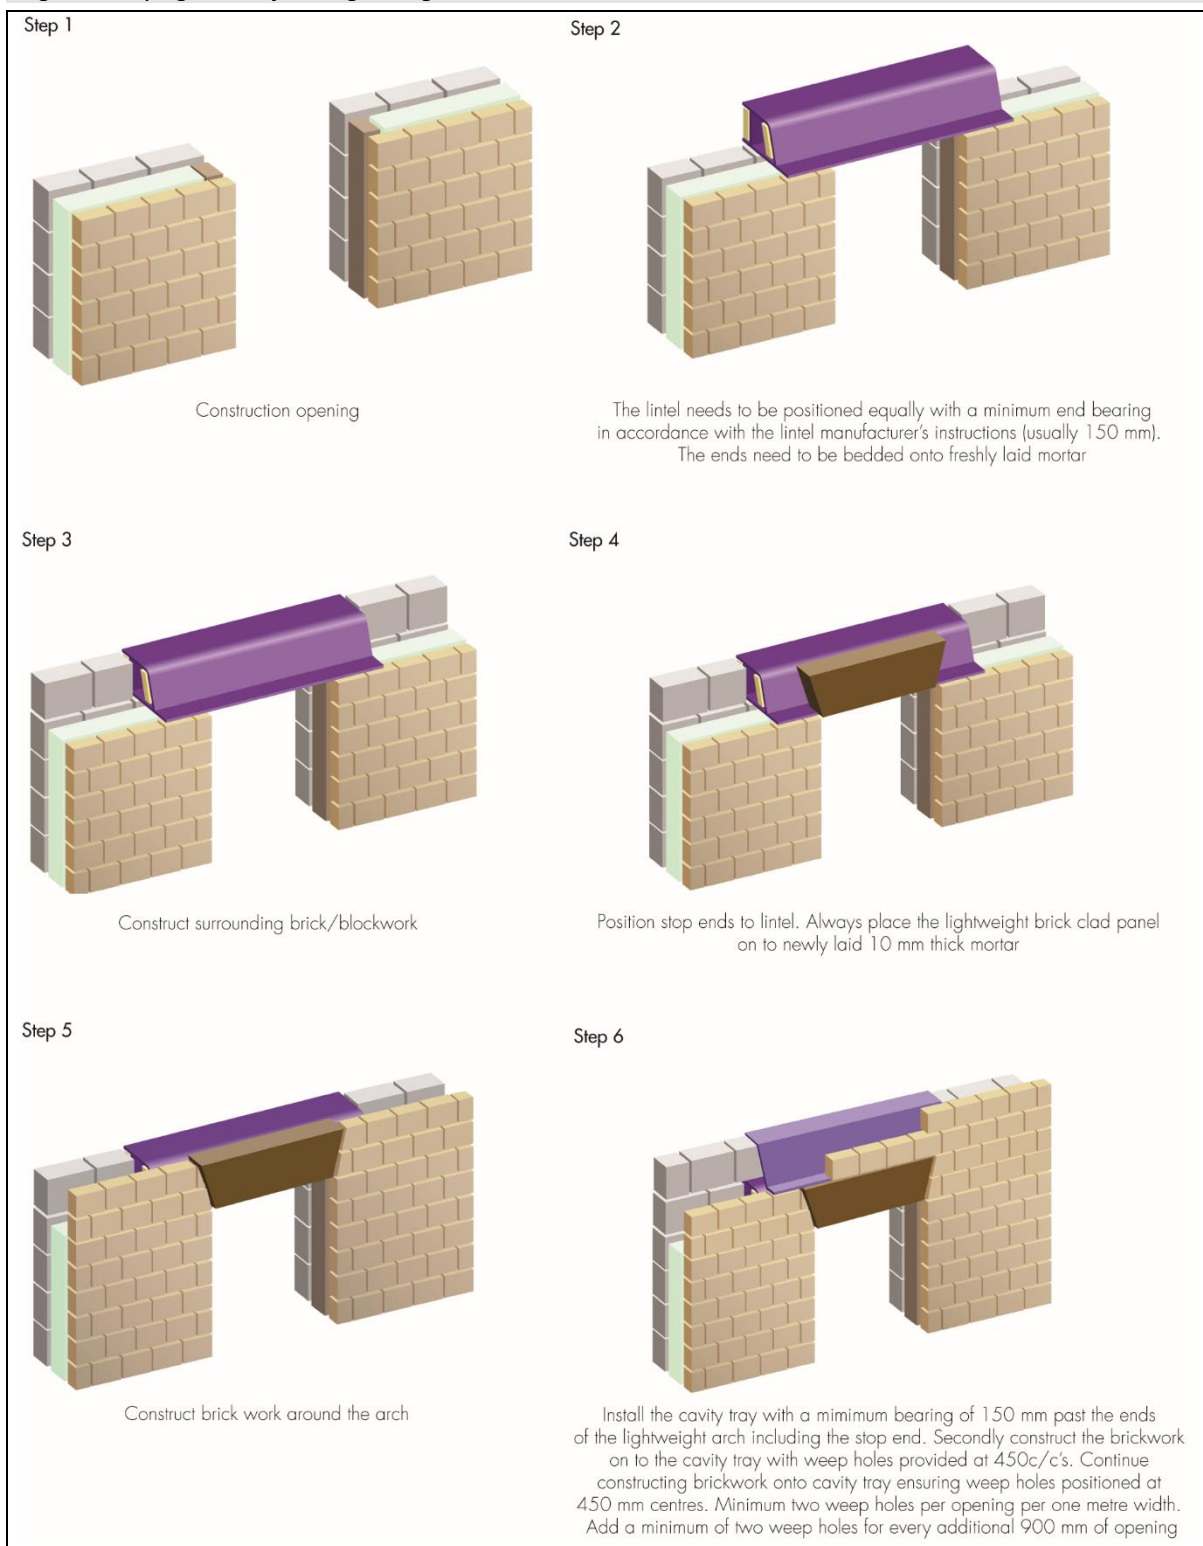 Step 1
Step 2
Construction opening
The lintel needs to be positioned equally with a minimum end bearing
in accordance with the lintel manufacturer's instructions (usually 150 mm).
The ends need to be bedded onto freshly laid mortar
Step 3
Step 4
Construct surrounding brick/blockwork
Position stop ends to lintel. Always place the lightweight brick clad panel
on to newly laid 10 mm thick mortar
Step 5
Step 6
Construct brick work around the arch
Install the cavity tray with a mimimum bearing of 150 mm past the ends
of the lightweight arch including the stop end. Secondly construct the brickwork
on to the cavity tray with weep holes provided at 450c/c's. Continue
constructing brickwork onto cavity tray ensuring weep holes positioned at
450 mm centres. Minimum two weep holes per opening per one metre width.
Add a minimum of two weep holes for every additional 900 mm of opening